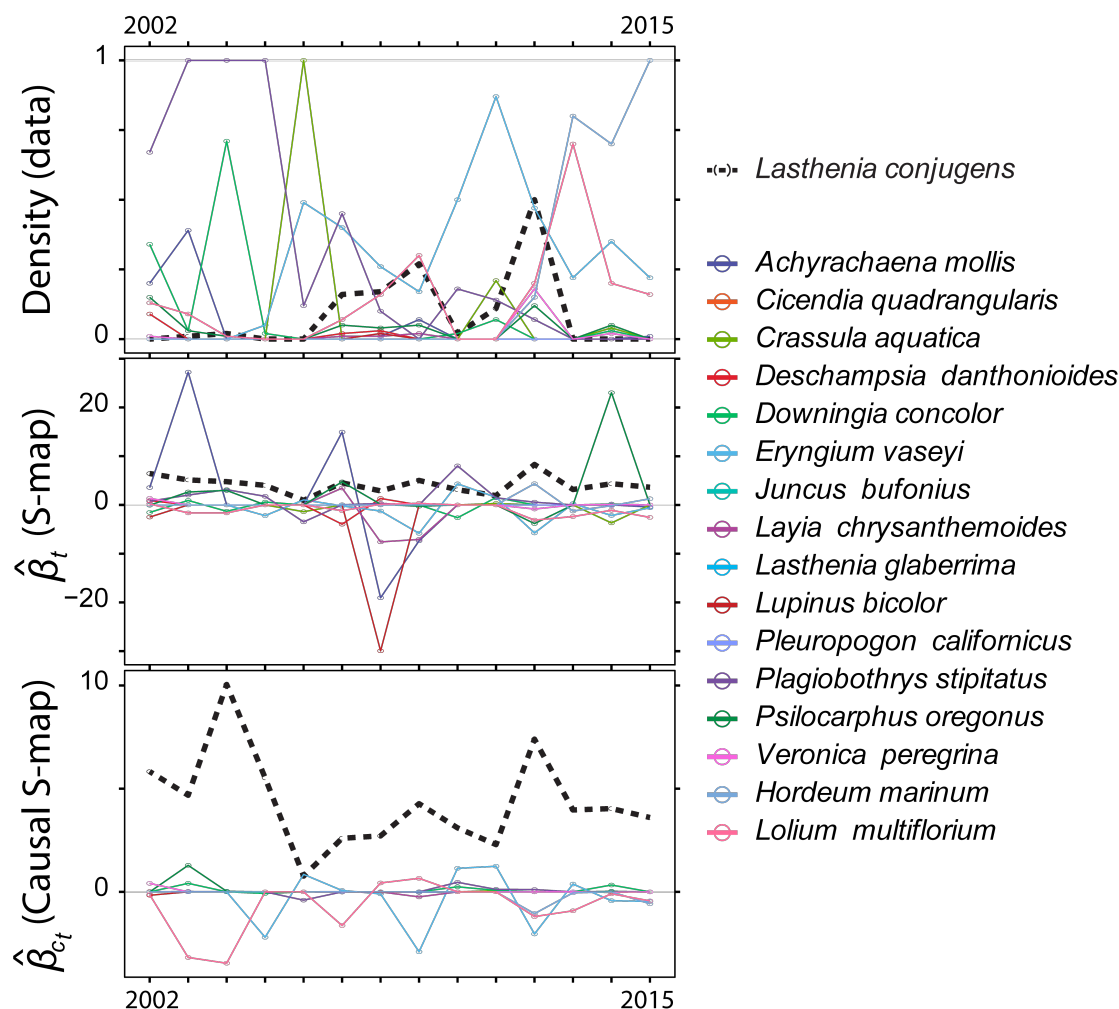 2002 2015
1
0
Density (data)
20
0
−20
β̂t (S-map)
10
0
β̂ct (Causal S-map)
2002 2015
Lasthenia conjugens
Achyrachaena mollis
Cicendia quadrangularis
Crassula aquatica
Deschampsia danthonioides
Downingia concolor
Eryngium vaseyi
Juncus bufonius
Layia chrysanthemoides
Lasthenia glaberrima
Lupinus bicolor
Pleuropogon californicus
Plagiobothrys stipitatus
Psilocarphus oregonus
Veronica peregrina
Hordeum marinum
Lolium multiflorium